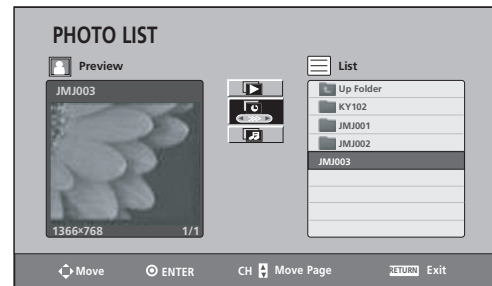 PHOTO LIST
Preview
JMJ003
1366×768 1/1
List
Up Folder
KY102
JMJ001
JMJ002
JMJ003
Move ENTER CH Move Page RETURN Exit